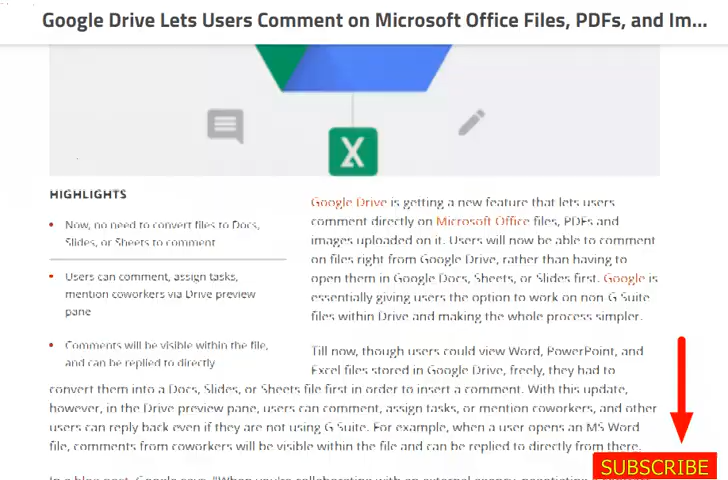 Google Drive Lets Users Comment on Microsoft Office Files, PDFs, and Im...
X
HIGHLIGHTS
Now, no need to convert files to Docs,
Slides, or Sheets to comment
Users can comment, assign tasks,
mention coworkers via Drive preview
pane
Comments will be visible within the file,
and can be replied to directly
Google Drive is getting a new feature that lets users
comment directly on Microsoft Office files, PDFs and
images uploaded on it. Users will now be able to comment
on files right from Google Drive, rather than having to
open them in Google Docs, Sheets, or Slides first. Google is
essentially giving users the option to work on non G Suite
files within Drive and making the whole process simpler.
Till now, though users could view Word, PowerPoint, and
Excel files stored in Google Drive, freely, they had to
convert them into a Docs, Slides, or Sheets file first in order to insert a comment. With this update,
however, in the Drive preview pane, users can comment, assign tasks, or mention coworkers, and other
users can reply back even if they are not using G Suite. For example, when a user opens an MS Word
file, comments from coworkers will be visible within the file and can be replied to directly from there.
SUBSCRIBE